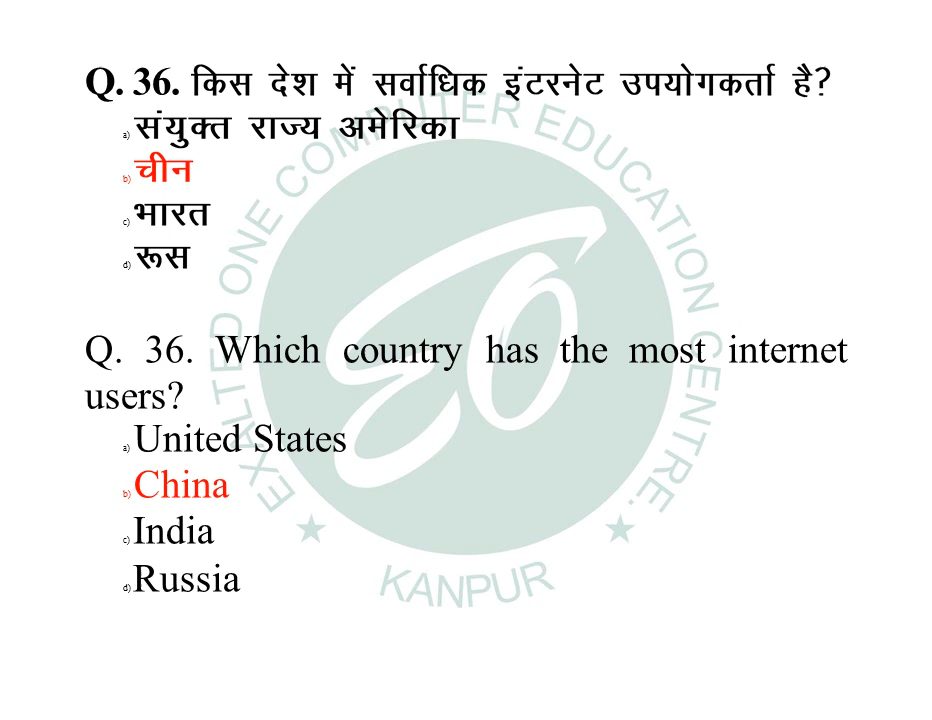 Q. 36. किस देश में सर्वाधिक इंटरनेट उपयोगकर्ता है?
a) संयुक्त राज्य अमेरिका
b) चीन
c) भारत
d) रूस
Q. 36. Which country has the most internet
users?
a) United States
b) China
c) India
d) Russia
EXALTED ONE COMPUTER EDUCATION CENTRE.
EO
★ KANPUR ★